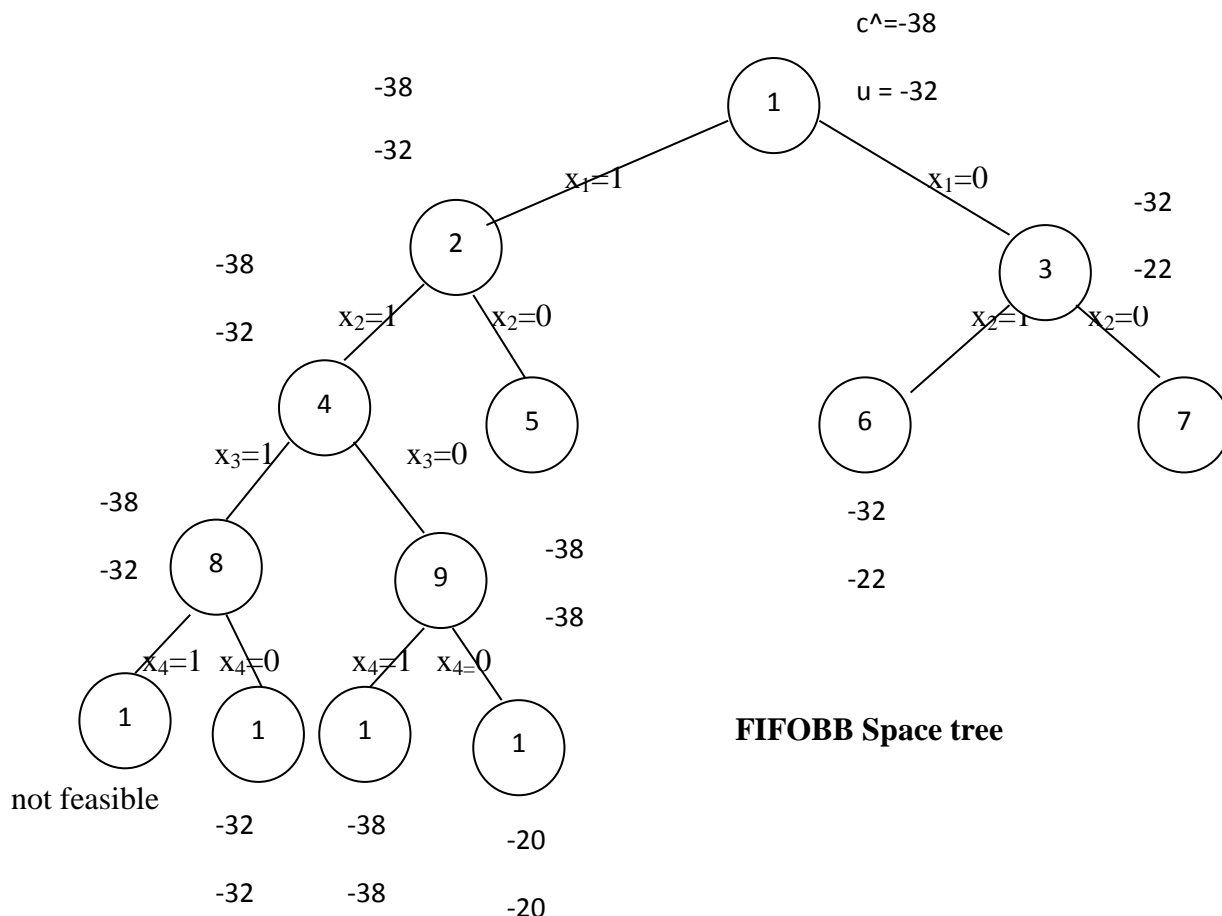 c^=-38
-38
1
u = -32
-32
x₁=1
x₁=0
-32
2
-38
3
-22
x₂=1
x₂=0
x₂=1
x₂=0
-32
4
5
6
7
x₃=1
x₃=0
-38
-32
8
-38
-32
9
-22
-38
x₄=1
x₄=0
x₄=1
x₄₌0
1
1
1
1
FIFOBB Space tree
not feasible
-32
-38
-20
-32
-38
-20